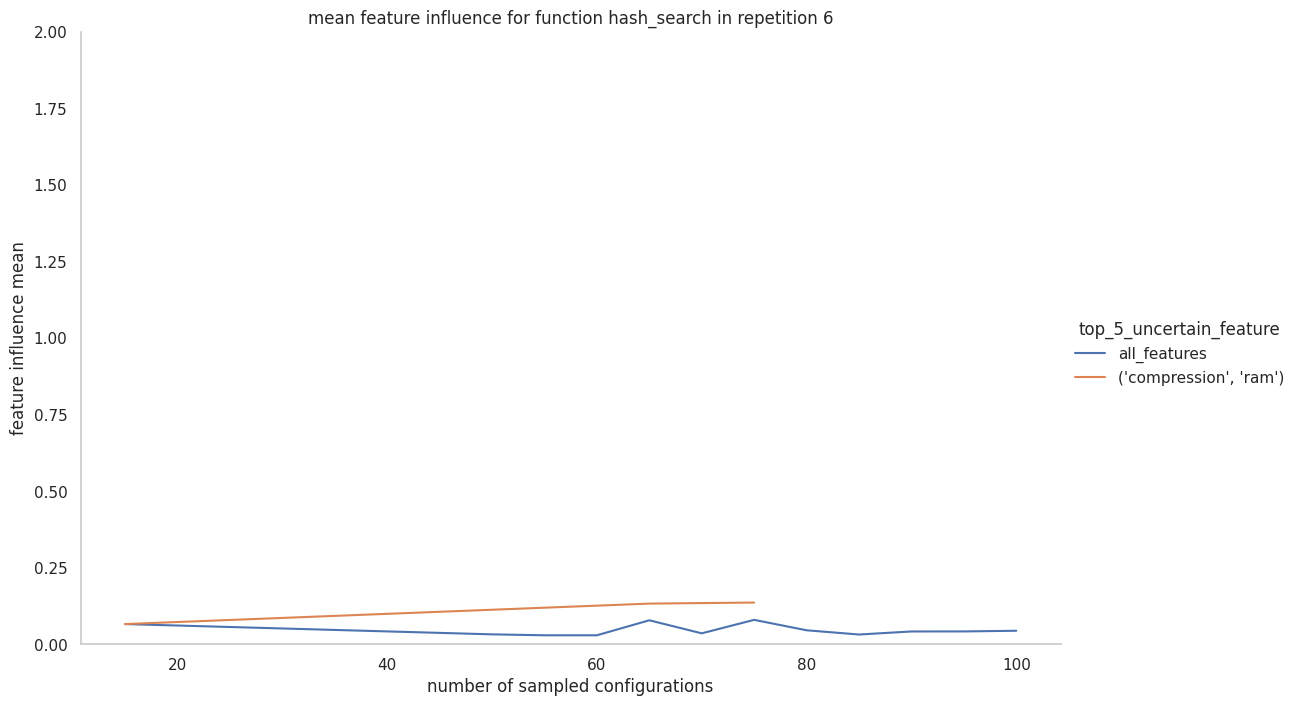 mean feature influence for function hash_search in repetition 6
2.00
1.75
1.50
1.25
1.00
0.75
0.50
0.25
0.00
feature influence mean
20
40
60
80
100
number of sampled configurations
top_5_uncertain_feature
all_features
('compression', 'ram')